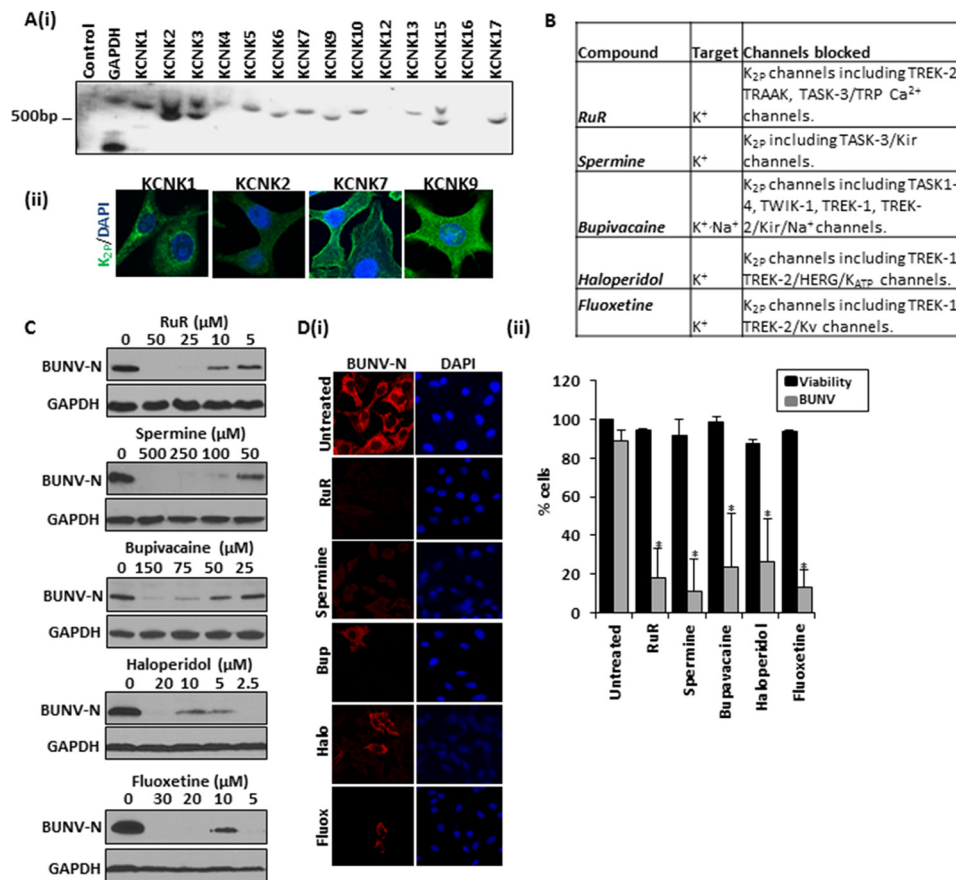 A(i)
Control
GAPDH
KCNK1
KCNK2
KCNK3
KCNK4
KCNK5
KCNK6
KCNK7
KCNK9
KCNK10
KCNK12
KCNK13
KCNK15
KCNK16
KCNK17
500bp
(ii)
KCNK1 KCNK2 KCNK7 KCNK9
K2P/DAPI
B
Compound Target Channels blocked
K2P channels including TREK-2
TRAAK, TASK-3/TRP Ca2+
RuR K+ channels.
K2P including TASK-3/Kir
Spermine K+ channels.
K2P channels including TASK1-
4, TWIK-1, TREK-1, TREK-
Bupivacaine K+,Na+ 2/Kir/Na+ channels.
K2P channels including TREK-1
Haloperidol K+ TREK-2/HERG/KATP channels.
Fluoxetine K2P channels including TREK-1
K+ TREK-2/Kv channels.
C
RuR (μM)
0 50 25 10 5
BUNV-N
GAPDH
Spermine (μM)
0 500 250 100 50
BUNV-N
GAPDH
Bupivacaine (μM)
0 150 75 50 25
BUNV-N
GAPDH
Haloperidol (μM)
0 20 10 5 2.5
BUNV-N
GAPDH
Fluoxetine (μM)
0 30 20 10 5
BUNV-N
GAPDH
D(i)
BUNV-N DAPI
Untreated
RuR
Spermine
Bup
Halo
Fluox
(ii)
Viability
BUNV
% cells
120
100
80
60
40
20
0
* * * * *
Untreated
RuR
Spermine
Bupavacaine
Haloperidol
Fluoxetine